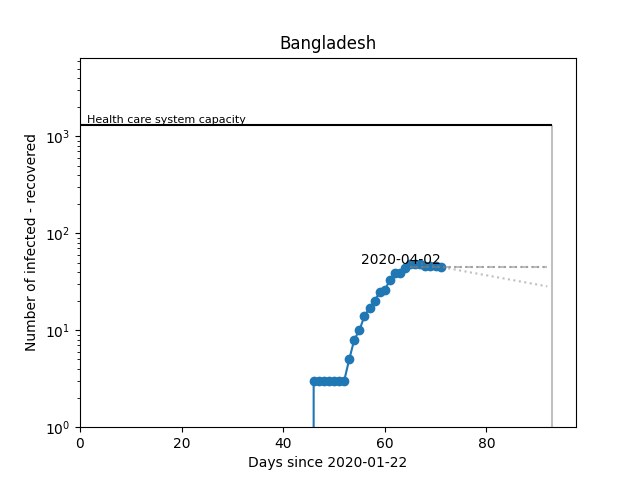 Bangladesh
Health care system capacity
2020-04-02
Number of infected - recovered
10³
10²
10¹
10⁰
0 20 40 60 80
Days since 2020-01-22